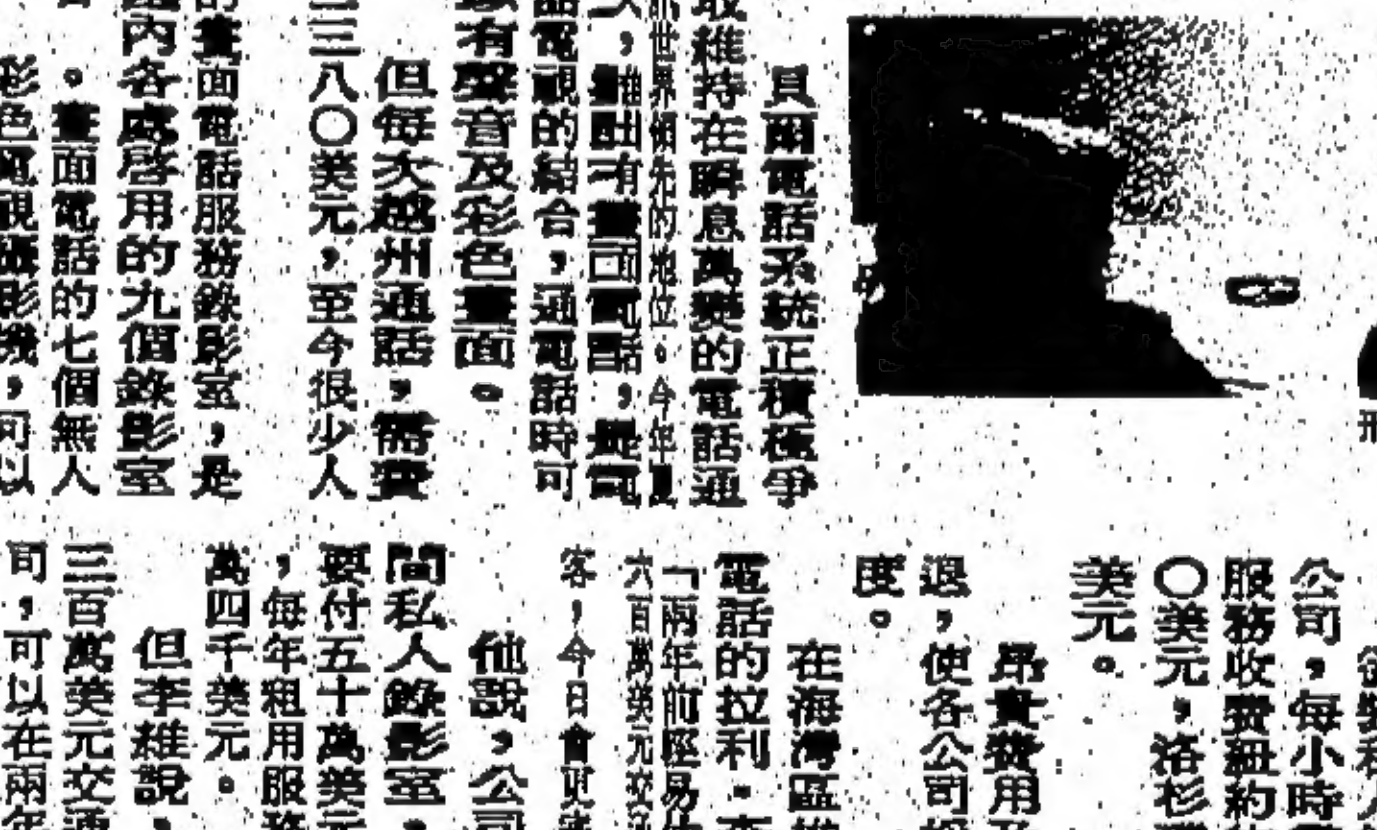 貝爾電話系統正積極爭
取維持在瞬息萬變的電話通
世界領先的地位。今年夏
有畫面電話，是電
電視的結合，通電話時可
有聲音及彩色畫面。
但每次越州通話，需費
三八〇美元，至今很少人
畫面電話服務錄影室，是
內各處啓用的九個錄影室
。畫面電話的七個無人
彩色電視攝影機，可以
公司，每小時
服務收費紐約
〇美元，洛杉
美元。
昂貴費用
退，使各公司
度。
在海灣區
電話的拉利．
「兩年前輕易
六百萬美元交
客，今日會更
他說，公司
間私人錄影室，
要付五十萬美元
，每年租用服務
萬四千美元。
但李維說，
三百萬美元交通
司，可以在兩年